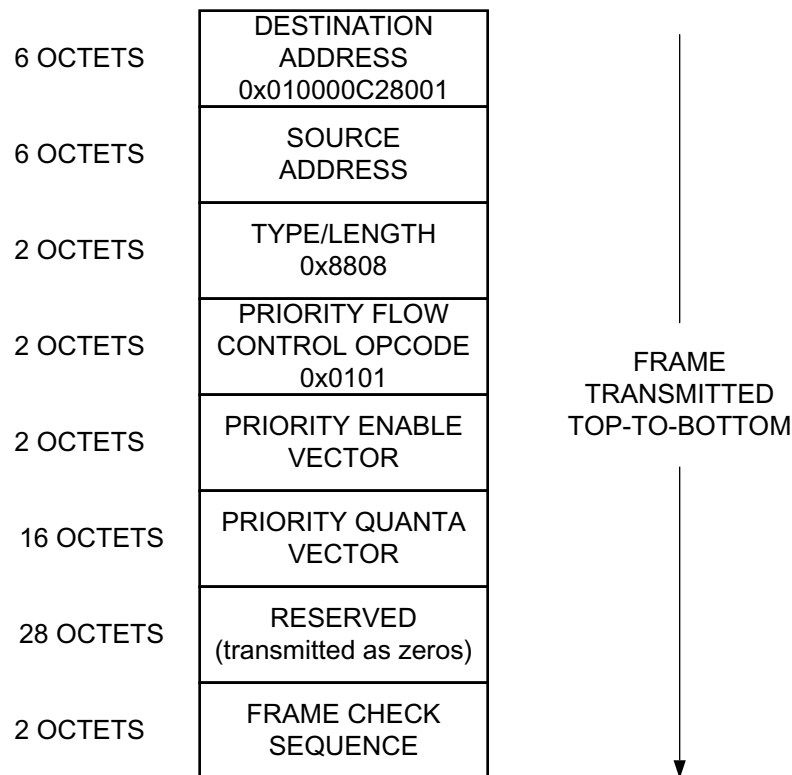 6 OCTETS
DESTINATION
ADDRESS
0x010000C28001
6 OCTETS
SOURCE
ADDRESS
2 OCTETS
TYPE/LENGTH
0x8808
2 OCTETS
PRIORITY FLOW
CONTROL OPCODE
0x0101
2 OCTETS
PRIORITY ENABLE
VECTOR
16 OCTETS
PRIORITY QUANTA
VECTOR
28 OCTETS
RESERVED
(transmitted as zeros)
2 OCTETS
FRAME CHECK
SEQUENCE
FRAME
TRANSMITTED
TOP-TO-BOTTOM